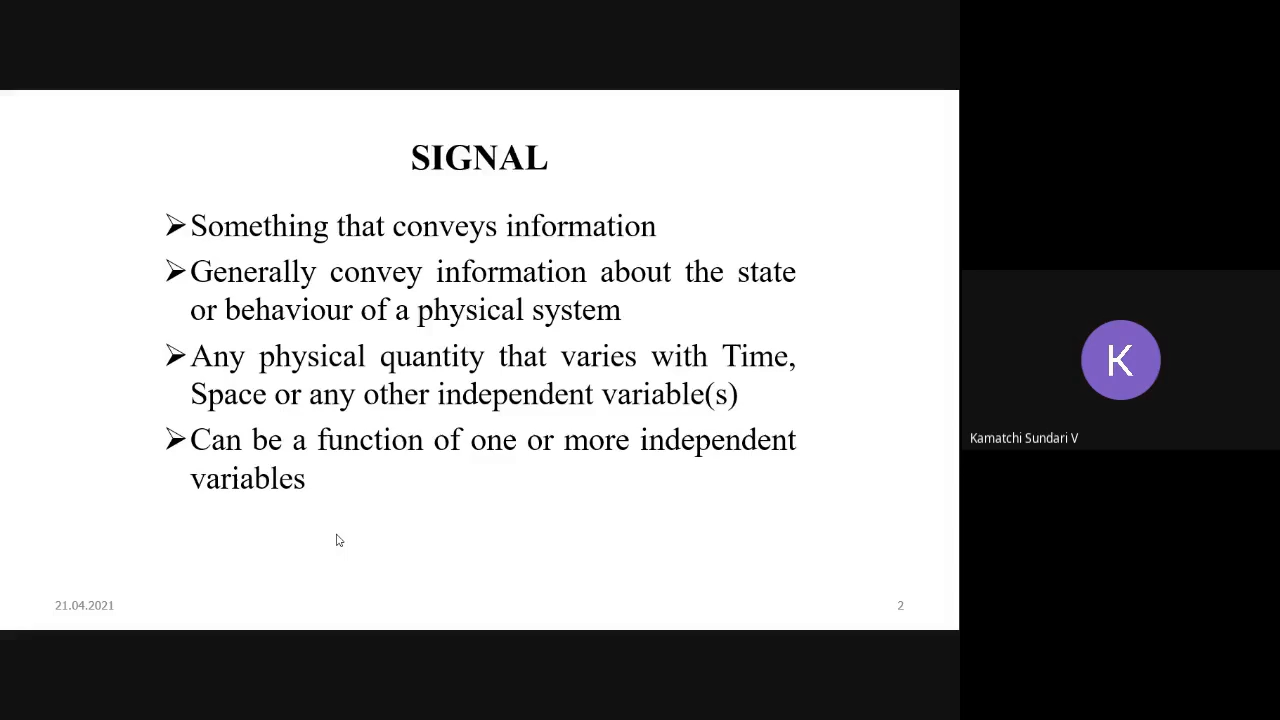 SIGNAL
➢Something that conveys information
➢Generally convey information about the state
or behaviour of a physical system
➢Any physical quantity that varies with Time,
Space or any other independent variable(s)
➢Can be a function of one or more independent
variables
21.04.2021
2
K
Kamatchi Sundari V